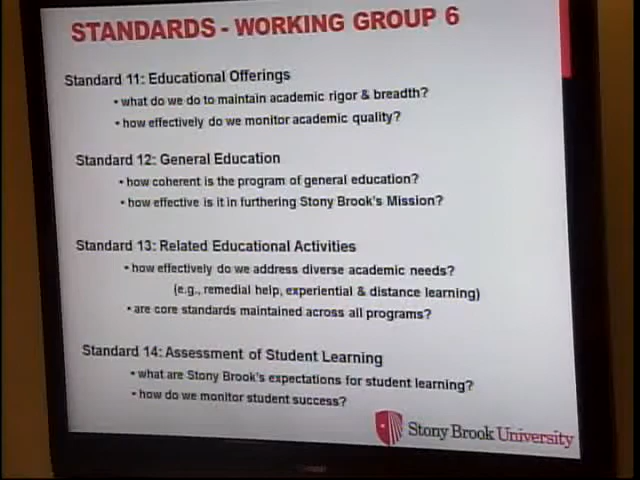 STANDARDS - WORKING GROUP 6
Standard 11: Educational Offerings
• what do we do to maintain academic rigor & breadth?
• how effectively do we monitor academic quality?
Standard 12: General Education
• how coherent is the program of general education?
• how effective is it in furthering Stony Brook's Mission?
Standard 13: Related Educational Activities
• how effectively do we address diverse academic needs?
(e.g., remedial help, experiential & distance learning)
• are core standards maintained across all programs?
Standard 14: Assessment of Student Learning
• what are Stony Brook's expectations for student learning?
• how do we monitor student success?
Stony Brook University